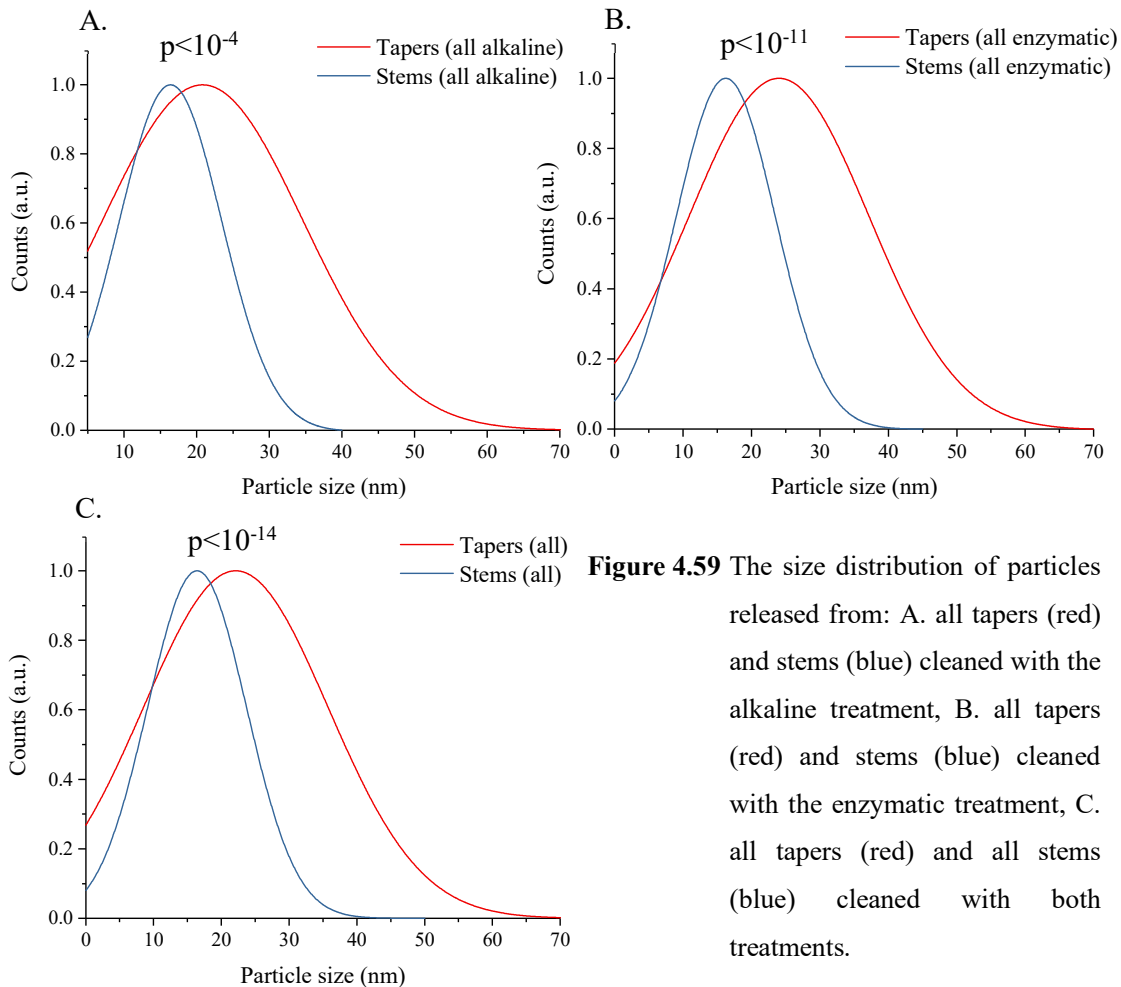 A.
p<10⁻⁴
Tapers (all alkaline)
Stems (all alkaline)
1.0
0.8
0.6
0.4
0.2
0.0
Counts (a.u.)
10 20 30 40 50 60 70
Particle size (nm)
B.
p<10⁻¹¹
Tapers (all enzymatic)
Stems (all enzymatic)
1.0
0.8
0.6
0.4
0.2
0.0
Counts (a.u.)
0 10 20 30 40 50 60 70
Particle size (nm)
C.
p<10⁻¹⁴
Tapers (all)
Stems (all)
1.0
0.8
0.6
0.4
0.2
0.0
Counts (a.u.)
0 10 20 30 40 50 60 70
Particle size (nm)
Figure 4.59 The size distribution of particles
released from: A. all tapers (red)
and stems (blue) cleaned with the
alkaline treatment, B. all tapers
(red) and stems (blue) cleaned
with the enzymatic treatment, C.
all tapers (red) and all stems
(blue) cleaned with both
treatments.